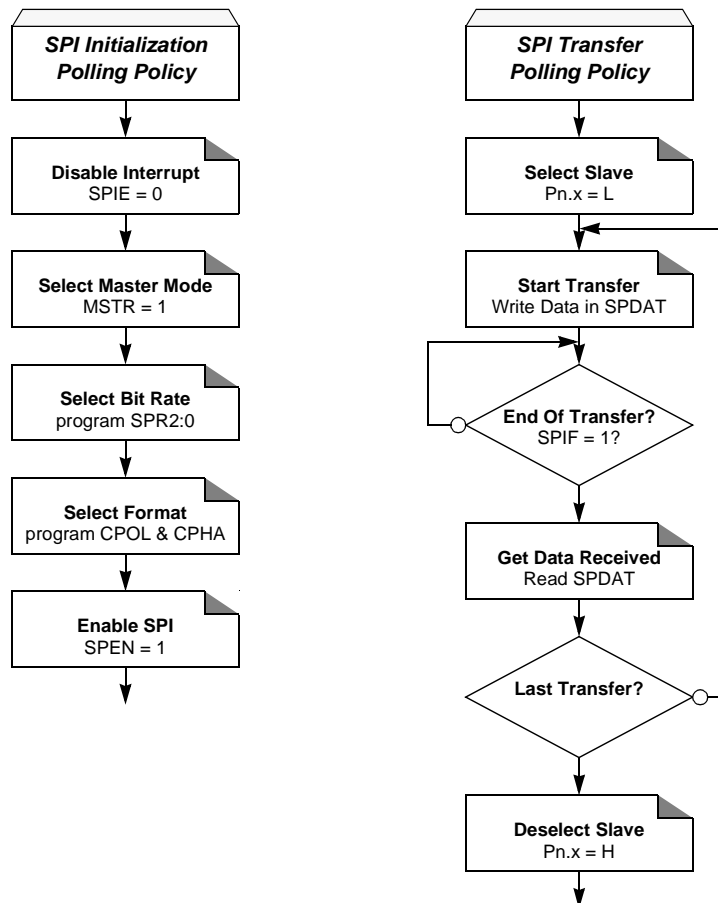 SPI Initialization
Polling Policy
Disable Interrupt
SPIE = 0
Select Master Mode
MSTR = 1
Select Bit Rate
program SPR2:0
Select Format
program CPOL & CPHA
Enable SPI
SPEN = 1
SPI Transfer
Polling Policy
Select Slave
Pn.x = L
Start Transfer
Write Data in SPDAT
End Of Transfer?
SPIF = 1?
Get Data Received
Read SPDAT
Last Transfer?
Deselect Slave
Pn.x = H